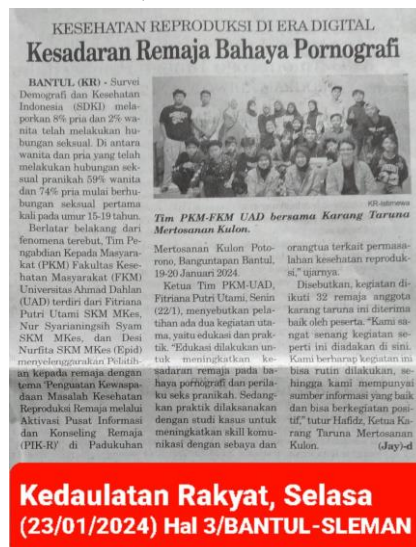 KESEHATAN REPRODUKSI DI ERA DIGITAL
Kesadaran Remaja Bahaya Pornografi
BANTUL (KR) - Survei
Demografi dan Kesehatan
Indonesia (SDKI) mela-
porkan 8% pria dan 2% wa-
nita telah melakukan hu-
bungan seksual. Di antara
wanita dan pria yang telah
melakukan hubungan sek-
sual pranikah 59% wanita
dan 74% pria mulai berhu-
bungan seksual pertama
kali pada umur 15-19 tahun.
Berlatar belakang dari
fenomena terebut, Tim Pe-
ngabdian Kepada Masyara-
kat (PKM) Fakultas Kese-
hatan Masyarakat (FKM)
Universitas Ahmad Dahlan
(UAD) terdiri dari Fitriana
Putri Utami SKM MKes,
Nur Syarianingsih Syam
SKM MKes, dan Desi
Nurfita SKM MKes (Epid)
menyelenggarakan Pelatih-
an kepada remaja dengan
tema 'Penguatan Kewaspa-
daan Masalah Kesehatan
Reproduksi Remaja melalui
Aktivasi Pusat Informasi
dan Konseling Remaja
(PIK-R)' di Padukuhan
KR-istimewa
Tim PKM-FKM UAD bersama Karang Taruna
Mertosanan Kulon.
Mertosanan Kulon Poto-
rono, Banguntapan Bantul,
19-20 Januari 2024.
Ketua Tim PKM-UAD,
Fitriana Putri Utami, Senin
(22/1), menyebutkan pela-
tihan ada dua kegiatan uta-
ma, yaitu edukasi dan prak-
tik. "Edukasi dilakukan un-
tuk meningkatkan ke-
sadaran remaja pada ba-
haya pornografi dan perila-
ku seks pranikah. Sedang-
kan praktik dilaksanakan
dengan studi kasus untuk
meningkatkan skill komu-
nikasi dengan sebaya dan
orangtua terkait permasa-
lahan kesehatan reproduk-
si," ujarnya.
Disebutkan, kegiatan di-
ikuti 32 remaja anggota
karang taruna ini diterima
baik oleh peserta. "Kami sa-
ngat senang kegiatan se-
perti ini diadakan di sini.
Kami berharap kegiatan ini
bisa rutin dilakukan, se-
hingga kami mempunyai
sumber informasi yang baik
dan bisa berkegiatan posi-
tif," tutur Hafidz, Ketua Ka-
rang Taruna Mertosanan
Kulon. (Jay)-d
Kedaulatan Rakyat, Selasa
(23/01/2024) Hal 3/BANTUL-SLEMAN